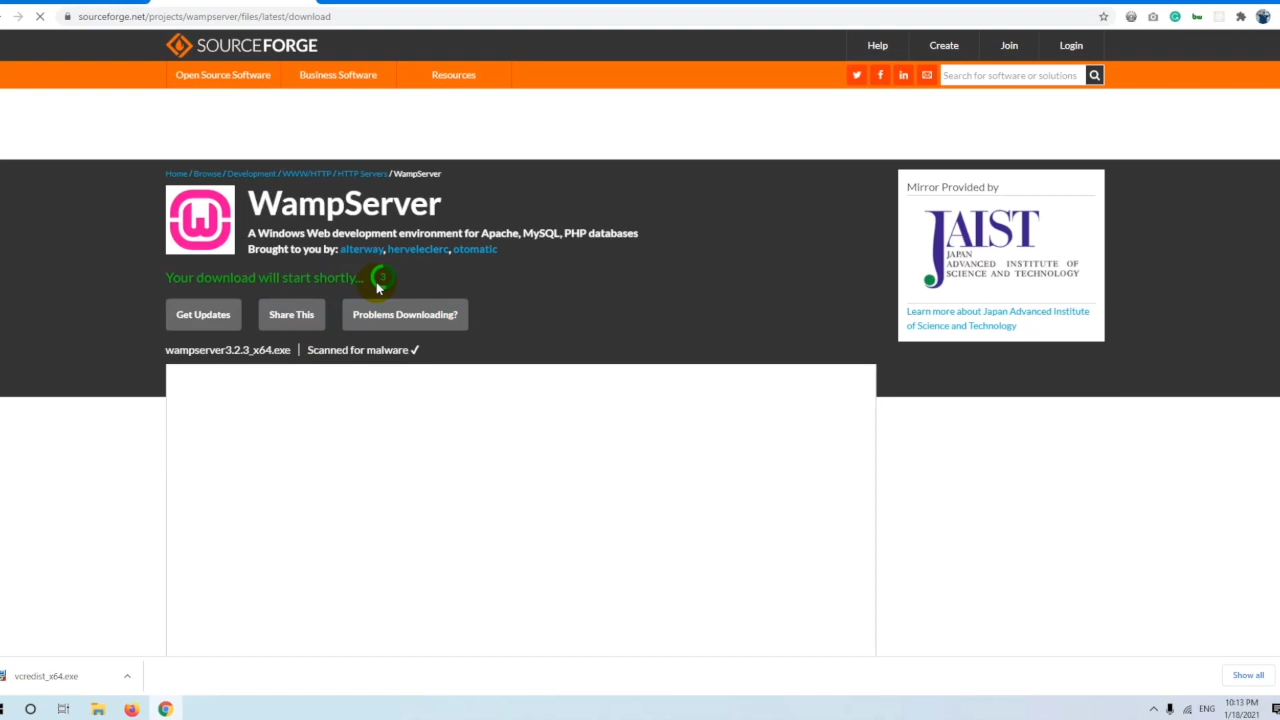 sourceforge.net/projects/wampserver/files/latest/download
SOURCEFORGE
Help
Create
Join
Login
Open Source Software
Business Software
Resources
Search for software or solutions
Home / Browse / Development / WWW/HTTP / HTTP Servers / WampServer
WampServer
A Windows Web development environment for Apache, MySQL, PHP databases
Brought to you by: alterway, herveleclerc, otomatic
Your download will start shortly... 3
Get Updates
Share This
Problems Downloading?
wampserver3.2.3_x64.exe | Scanned for malware ✓
Mirror Provided by
JAIST
JAPAN
ADVANCED INSTITUTE OF
SCIENCE AND TECHNOLOGY
Learn more about Japan Advanced Institute
of Science and Technology
vcredist_x64.exe
Show all
ENG
10:13 PM
1/18/2021